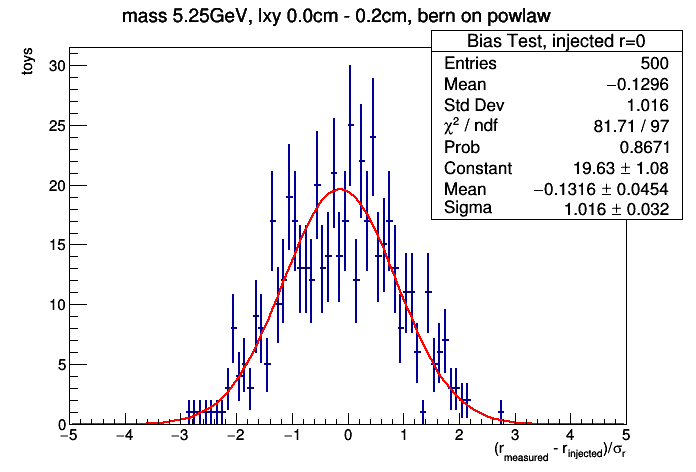 mass 5.25GeV, lxy 0.0cm - 0.2cm, bern on powlaw
Bias Test, injected r=0
Entries 500
Mean −0.1296
Std Dev 1.016
χ² / ndf 81.71 / 97
Prob 0.8671
Constant 19.63 ± 1.08
Mean −0.1316 ± 0.0454
Sigma 1.016 ± 0.032
toys
30
25
20
15
10
5
0
−5 −4 −3 −2 −1 0 1 2 3 4 5
(r_measured - r_injected)/σ_r